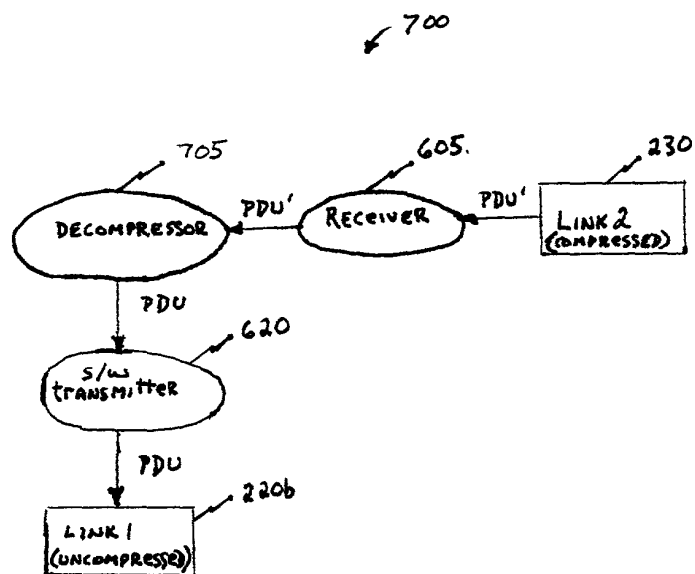 700
705
605.
230
DECOMPRESSOR
PDU'
RECEIVER
PDU'
LINK 2
(COMPRESSED)
PDU
620
s/w
transmitter
PDU
220b
LINK 1
(UNCOMPRESSED)